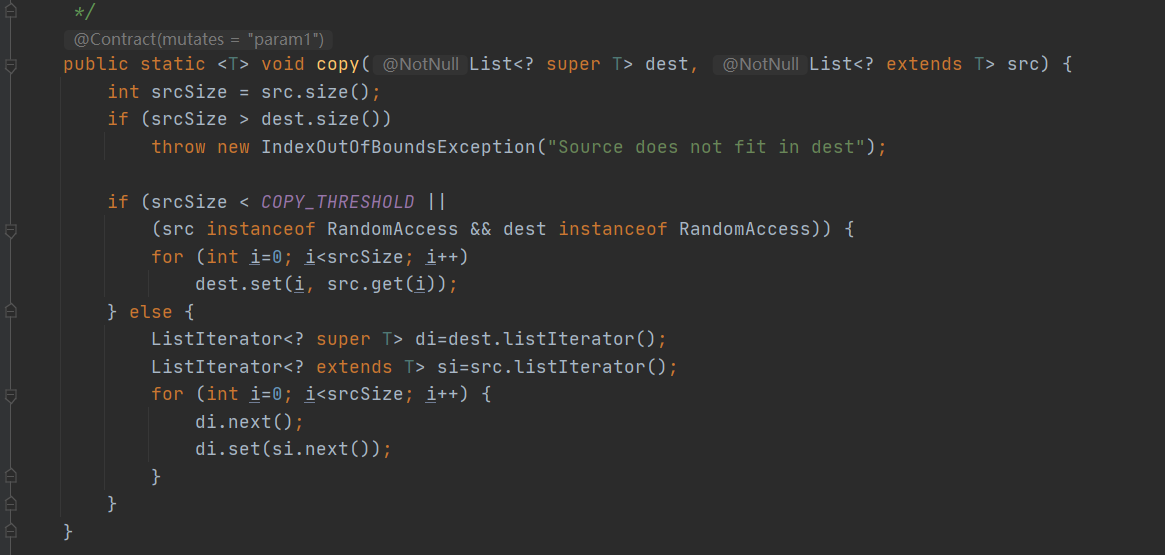 */
@Contract(mutates = "param1")
public static <T> void copy( @NotNull List<? super T> dest, @NotNull List<? extends T> src) {
int srcSize = src.size();
if (srcSize > dest.size())
throw new IndexOutOfBoundsException("Source does not fit in dest");
if (srcSize < COPY_THRESHOLD ||
(src instanceof RandomAccess && dest instanceof RandomAccess)) {
for (int i=0; i<srcSize; i++)
dest.set(i, src.get(i));
} else {
ListIterator<? super T> di=dest.listIterator();
ListIterator<? extends T> si=src.listIterator();
for (int i=0; i<srcSize; i++) {
di.next();
di.set(si.next());
}
}
}